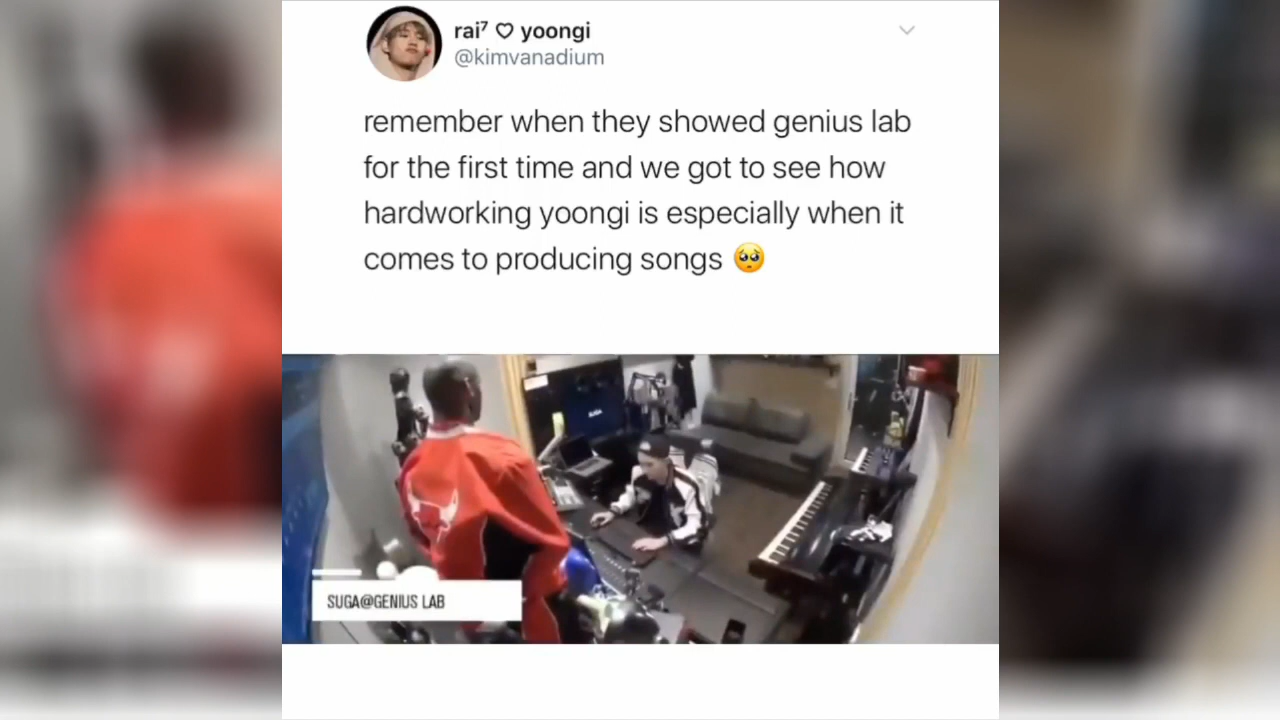 rai⁷ ♡ yoongi
@kimvanadium
remember when they showed genius lab
for the first time and we got to see how
hardworking yoongi is especially when it
comes to producing songs 🥺
SUGA@GENIUS LAB